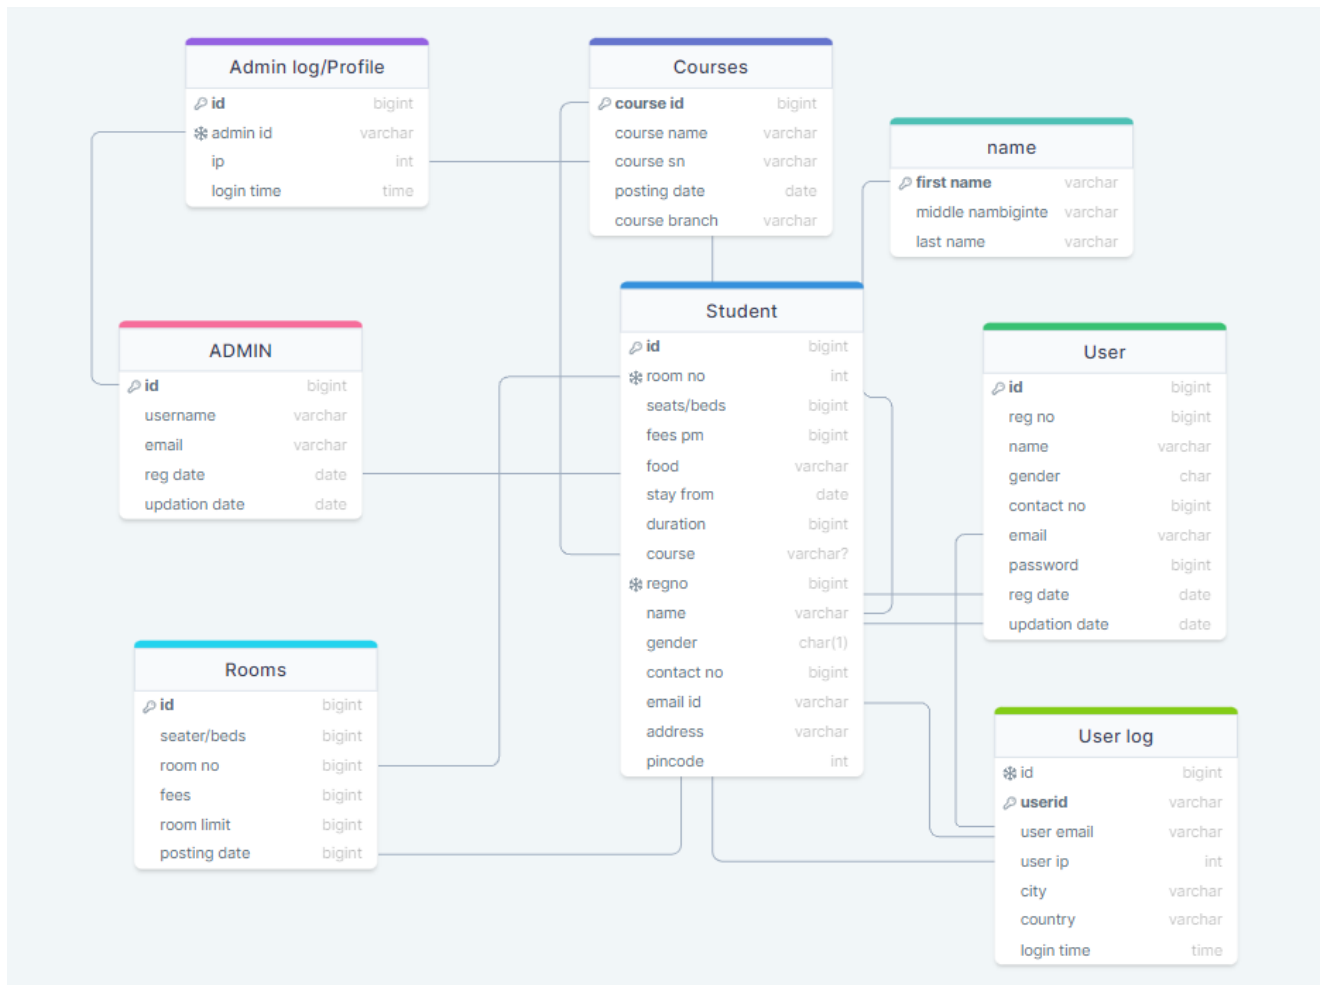 Admin log/Profile
id bigint
admin id varchar
ip int
login time time
Courses
course id bigint
course name varchar
course sn varchar
posting date date
course branch varchar
name
first name varchar
middle nambiginte varchar
last name varchar
ADMIN
id bigint
username varchar
email varchar
reg date date
updation date date
Student
id bigint
room no int
seats/beds bigint
fees pm bigint
food varchar
stay from date
duration bigint
course varchar?
regno bigint
name varchar
gender char(1)
contact no bigint
email id varchar
address varchar
pincode int
User
id bigint
reg no bigint
name varchar
gender char
contact no bigint
email varchar
password bigint
reg date date
updation date date
Rooms
id bigint
seater/beds bigint
room no bigint
fees bigint
room limit bigint
posting date bigint
User log
id bigint
userid varchar
user email varchar
user ip int
city varchar
country varchar
login time time